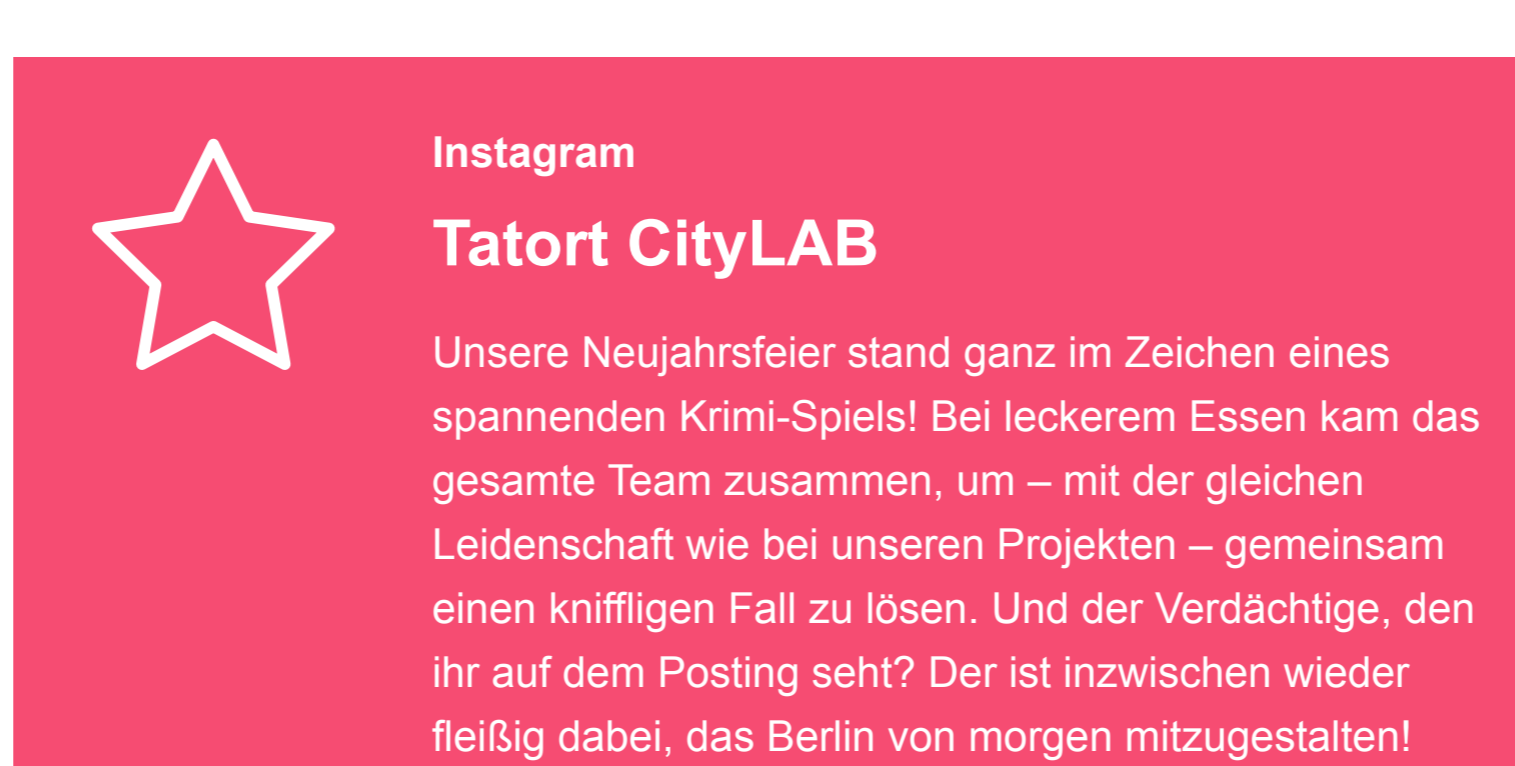 Instagram
Tatort CityLAB
Unsere Neujahrsfeier stand ganz im Zeichen eines
spannenden Krimi-Spiels! Bei leckerem Essen kam das
gesamte Team zusammen, um – mit der gleichen
Leidenschaft wie bei unseren Projekten – gemeinsam
einen kniffligen Fall zu lösen. Und der Verdächtige, den
ihr auf dem Posting seht? Der ist inzwischen wieder
fleißig dabei, das Berlin von morgen mitzugestalten!